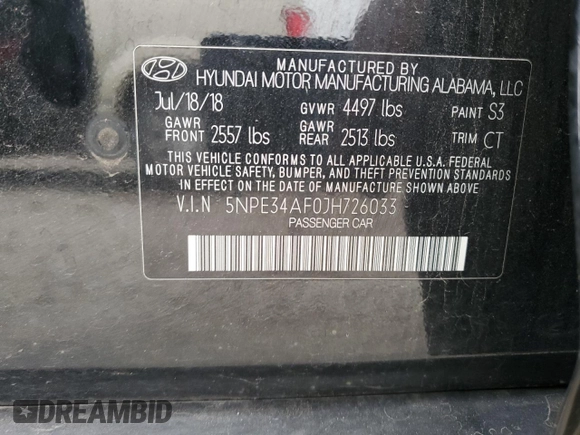 MANUFACTURED BY
HYUNDAI MOTOR MANUFACTURING ALABAMA, LLC
Jul/18/18 GVWR 4497 lbs PAINT S3
GAWR FRONT 2557 lbs GAWR REAR 2513 lbs TRIM CT
THIS VEHICLE CONFORMS TO ALL APPLICABLE U.S.A. FEDERAL
MOTOR VEHICLE SAFETY, BUMPER, AND THEFT PREVENTION STANDARDS
IN EFFECT ON THE DATE OF MANUFACTURE SHOWN ABOVE.
V.I.N 5NPE34AF0JH726033
PASSENGER CAR
DREAMBID